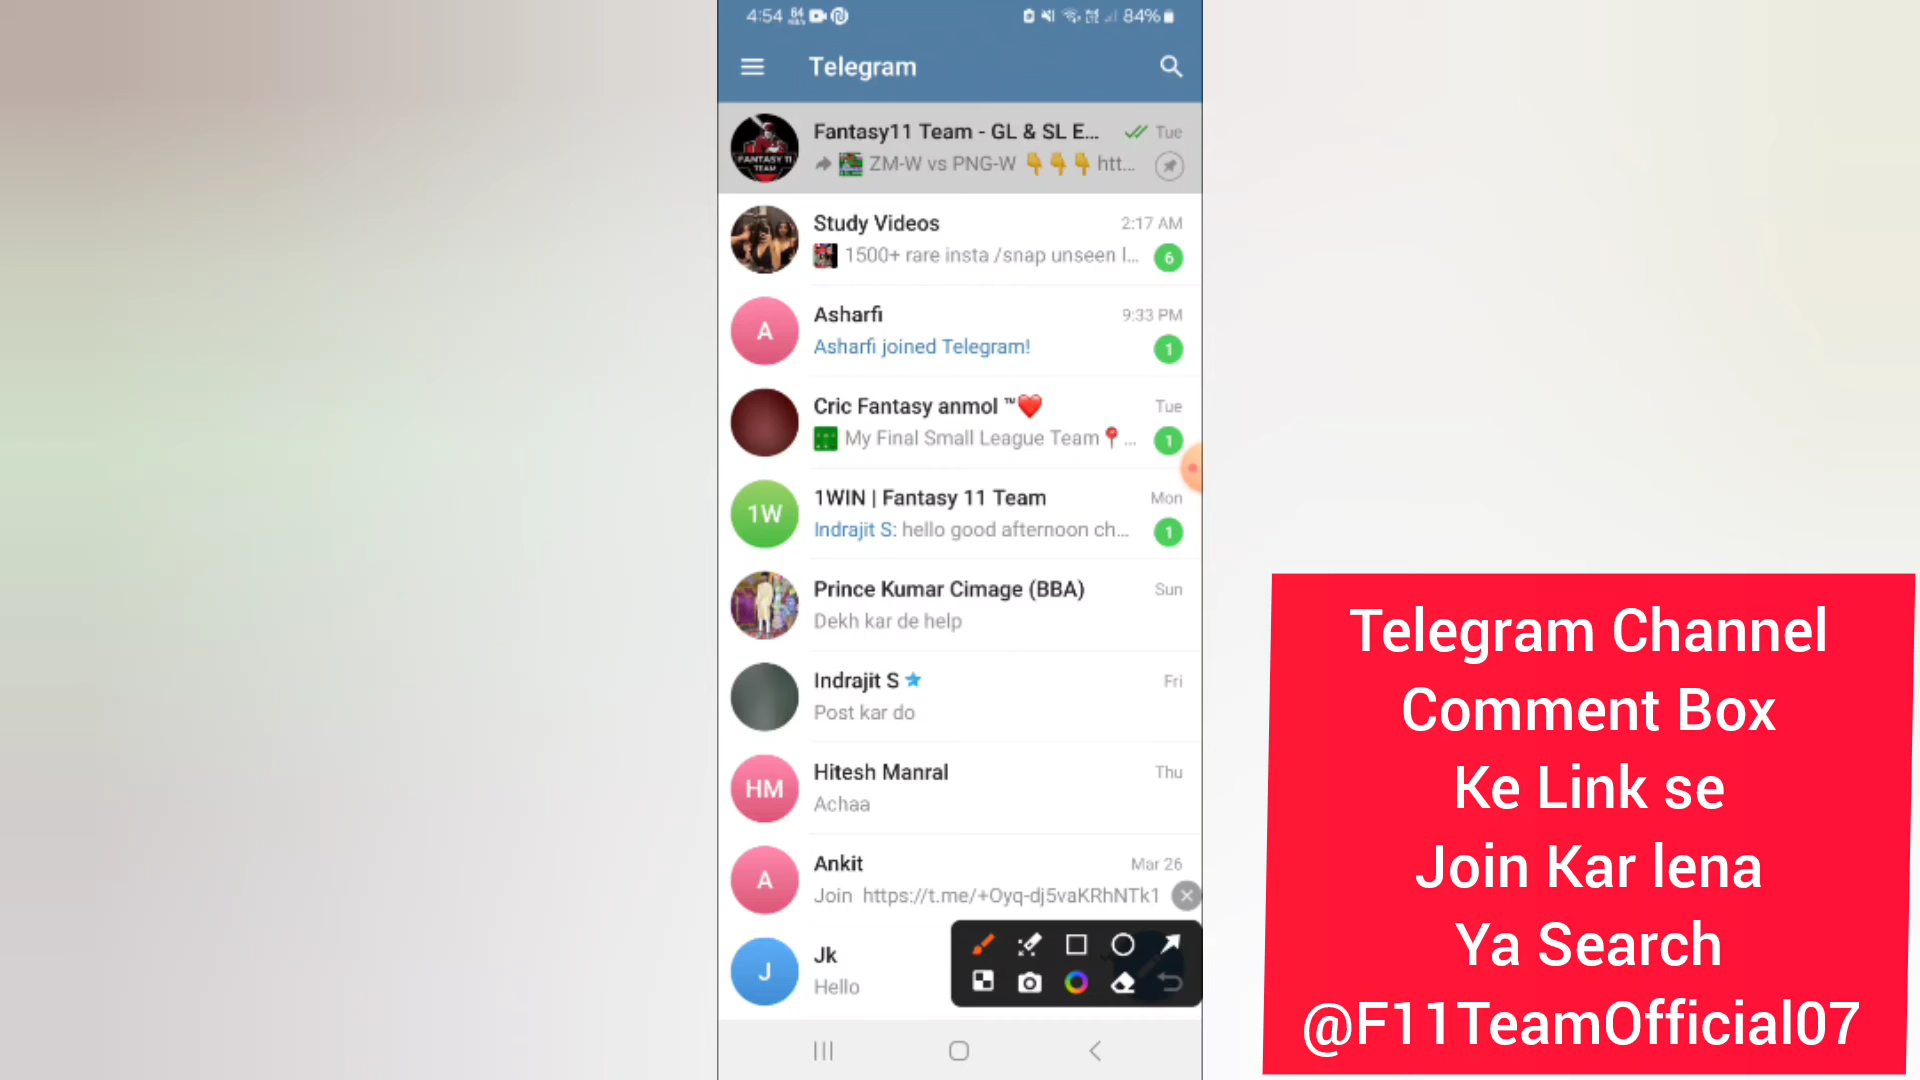 4:54
84%
Telegram
FANTASY 11
TEAM
Fantasy11 Team - GL & SL E...
Tue
ZM-W vs PNG-W 👇👇👇 htt...
Study Videos
2:17 AM
1500+ rare insta /snap unseen l...
6
A
Asharfi
9:33 PM
Asharfi joined Telegram!
1
Cric Fantasy anmol ™❤️
Tue
My Final Small League Team📍...
1
1W
1WIN | Fantasy 11 Team
Mon
Indrajit S: hello good afternoon ch...
1
Prince Kumar Cimage (BBA)
Sun
Dekh kar de help
Indrajit S
Fri
Post kar do
HM
Hitesh Manral
Thu
Achaa
A
Ankit
Mar 26
Join https://t.me/+Oyq-dj5vaKRhNTk1
J
Jk
Hello
Telegram Channel
Comment Box
Ke Link se
Join Kar lena
Ya Search
@F11TeamOfficial07